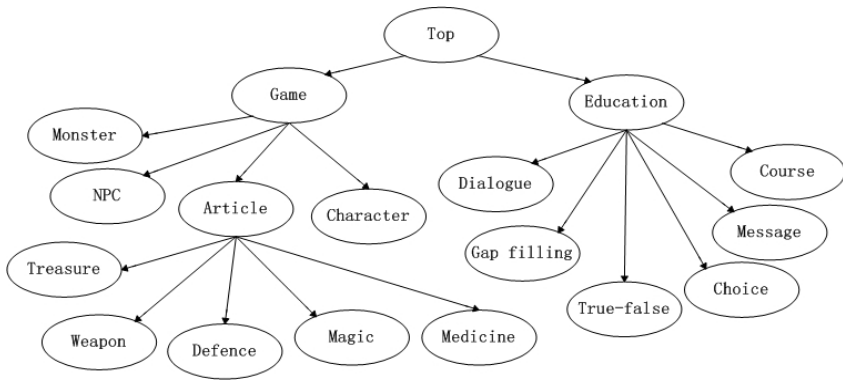 Top
Game
Education
Monster
Course
Dialogue
NPC
Article
Character
Message
Gap filling
Treasure
Choice
True-false
Weapon
Defence
Magic
Medicine